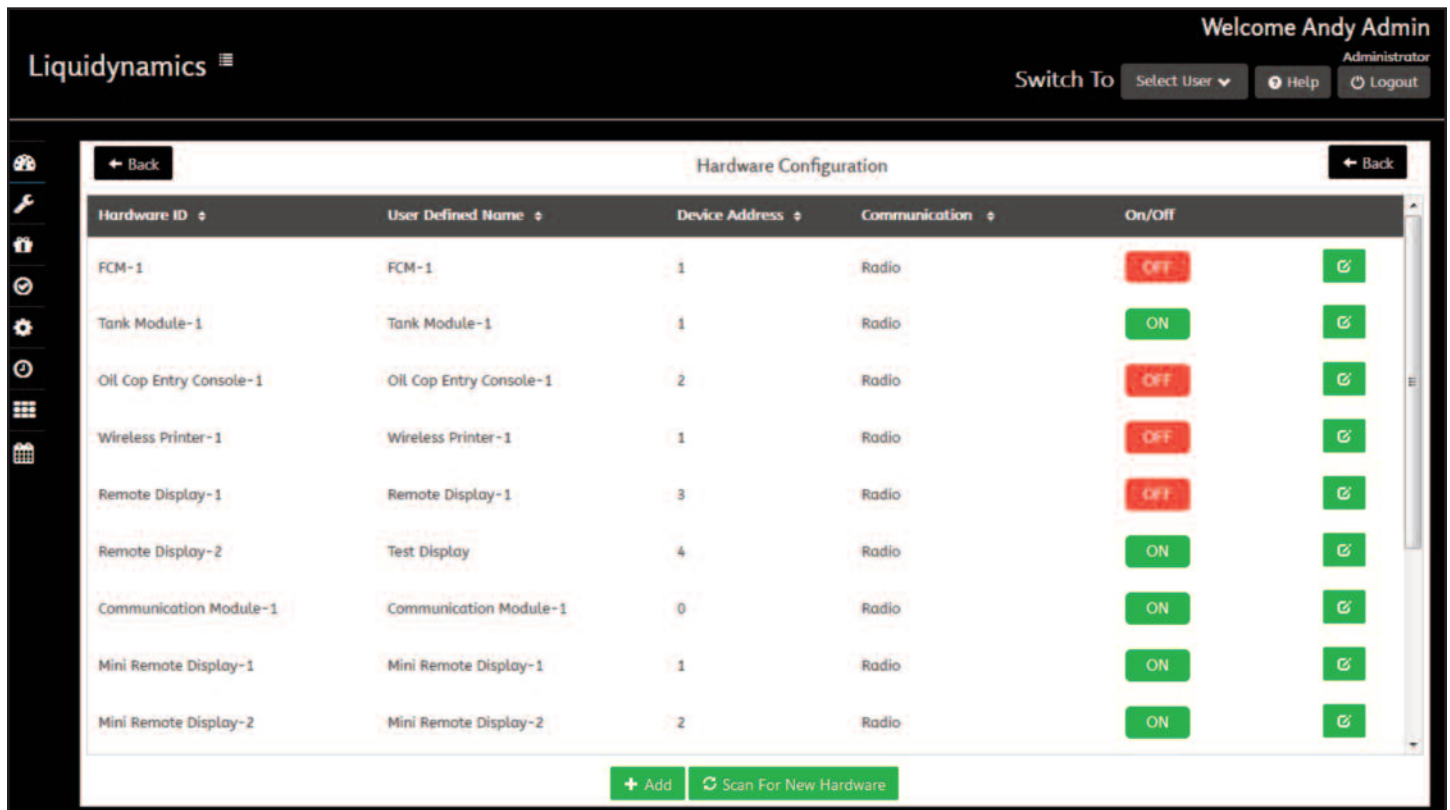 Welcome Andy Admin
Liquidynamics
Administrator
Switch To Select User Help Logout
Back Hardware Configuration Back
Hardware ID User Defined Name Device Address Communication On/Off
FCM-1 FCM-1 1 Radio OFF
Tank Module-1 Tank Module-1 1 Radio ON
Oil Cop Entry Console-1 Oil Cop Entry Console-1 2 Radio OFF
Wireless Printer-1 Wireless Printer-1 1 Radio OFF
Remote Display-1 Remote Display-1 3 Radio OFF
Remote Display-2 Test Display 4 Radio ON
Communication Module-1 Communication Module-1 0 Radio ON
Mini Remote Display-1 Mini Remote Display-1 1 Radio ON
Mini Remote Display-2 Mini Remote Display-2 2 Radio ON
+ Add Scan For New Hardware